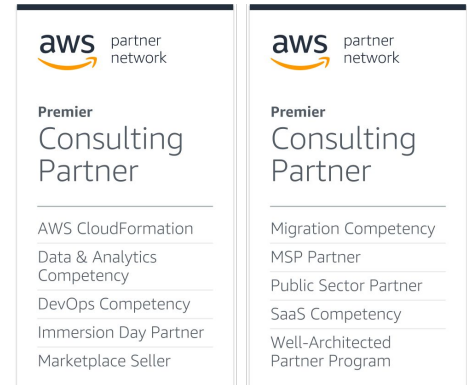 aws partner network
Premier
Consulting
Partner
AWS CloudFormation
Data & Analytics
Competency
DevOps Competency
Immersion Day Partner
Marketplace Seller
aws partner network
Premier
Consulting
Partner
Migration Competency
MSP Partner
Public Sector Partner
SaaS Competency
Well-Architected
Partner Program